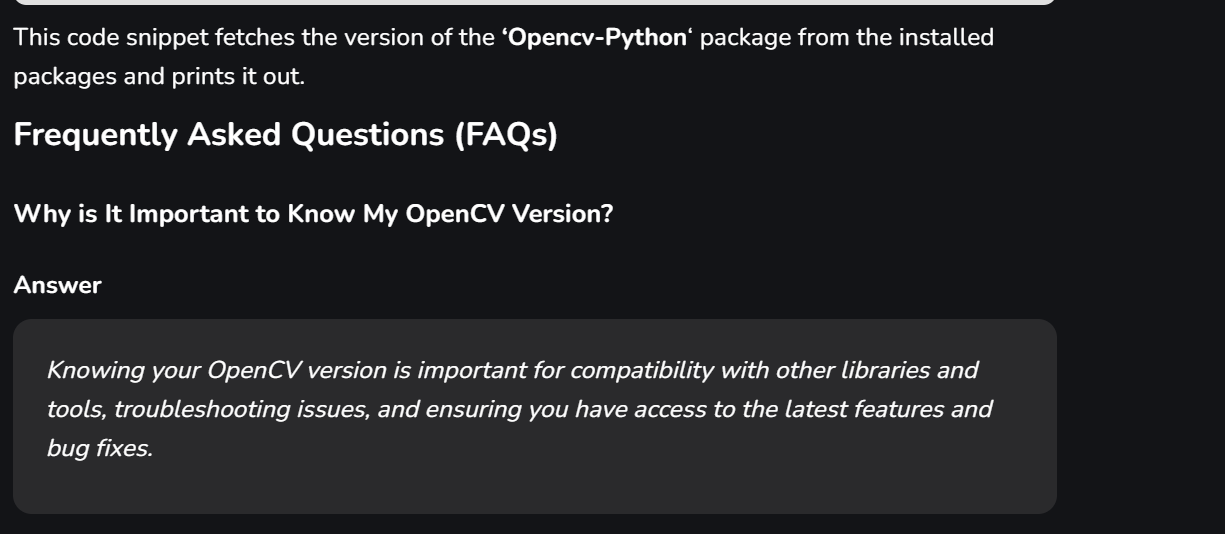 This code snippet fetches the version of the ‘Opencv-Python‘ package from the installed
packages and prints it out.
Frequently Asked Questions (FAQs)
Why is It Important to Know My OpenCV Version?
Answer
Knowing your OpenCV version is important for compatibility with other libraries and
tools, troubleshooting issues, and ensuring you have access to the latest features and
bug fixes.